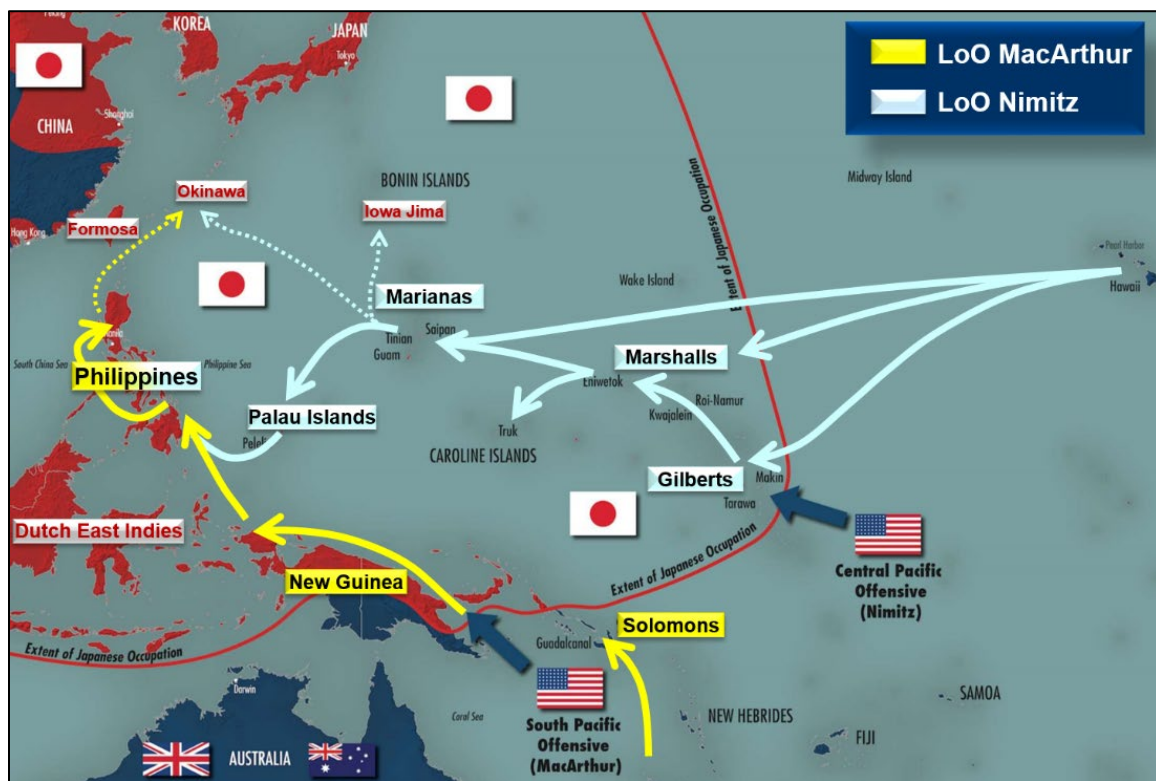 KOREA
JAPAN
Tokyo
LoO MacArthur
LoO Nimitz
CHINA
Shanghai
Midway Island
BONIN ISLANDS
Okinawa
Iowa Jima
Formosa
Hong Kong
Extent of Japanese Occupation
Pearl Harbor
Hawaii
Wake Island
Marianas
Saipan
Tinian
Guam
Manila
South China Sea
Philippine Sea
Philippines
Marshalls
Eniwetok
Roi-Namur
Kwajalein
Palau Islands
Truk
CAROLINE ISLANDS
Gilberts
Makin
Tarawa
Dutch East Indies
New Guinea
Extent of Japanese Occupation
Central Pacific
Offensive
(Nimitz)
Solomons
Guadalcanal
Extent of Japanese Occupation
Darwin
Coral Sea
South Pacific
Offensive
(MacArthur)
NEW HEBRIDES
SAMOA
FIJI
AUSTRALIA